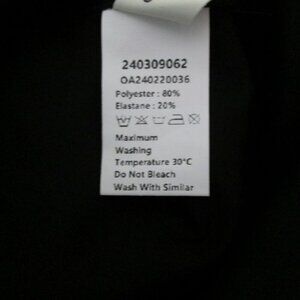 240309062
OA240220036
Polyester : 80%
Elastane : 20%
Maximum
Washing
Temperature 30°C
Do Not Bleach
Wash With Similar